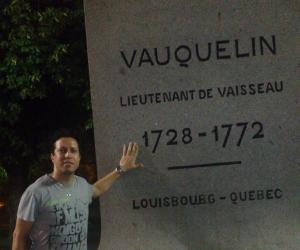 VAUQUELIN
LIEUTENANT DE VAISSEAU
1728-1772
LOUISBOURG - QUEBEC